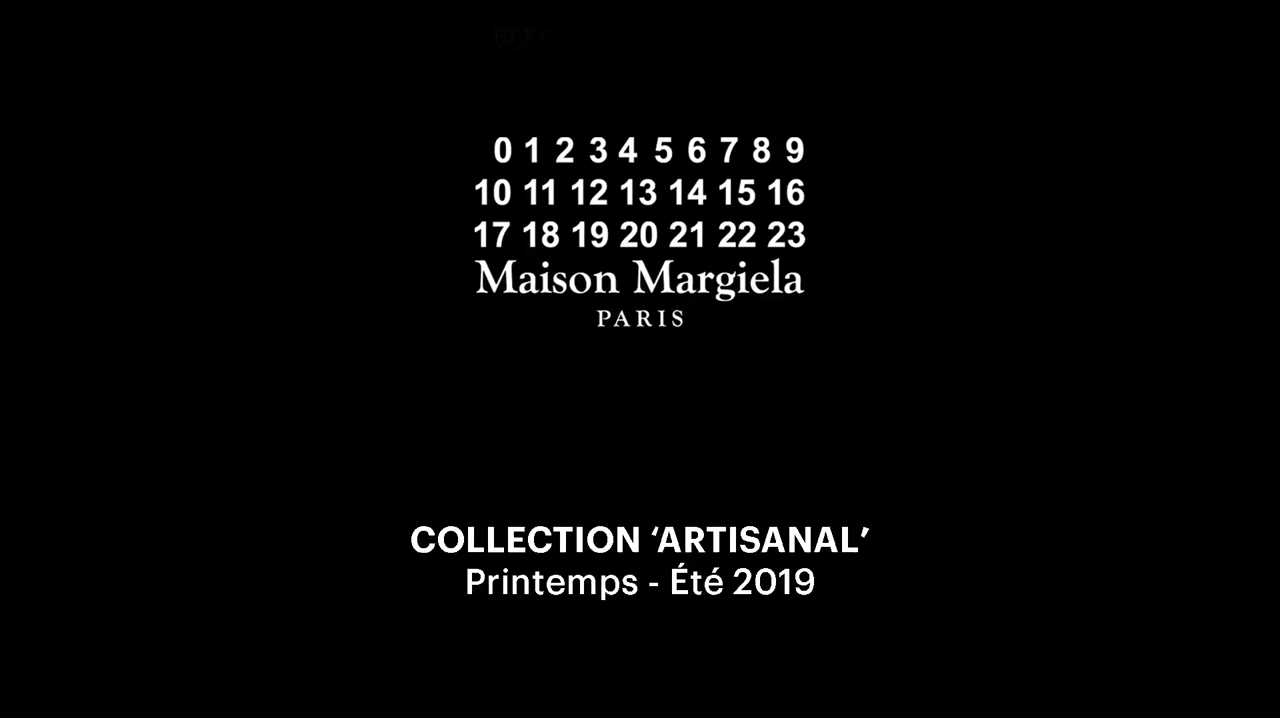 0 1 2 3 4 5 6 7 8 9
10 11 12 13 14 15 16
17 18 19 20 21 22 23
Maison Margiela
PARIS
COLLECTION ‘ARTISANAL’
Printemps - Été 2019